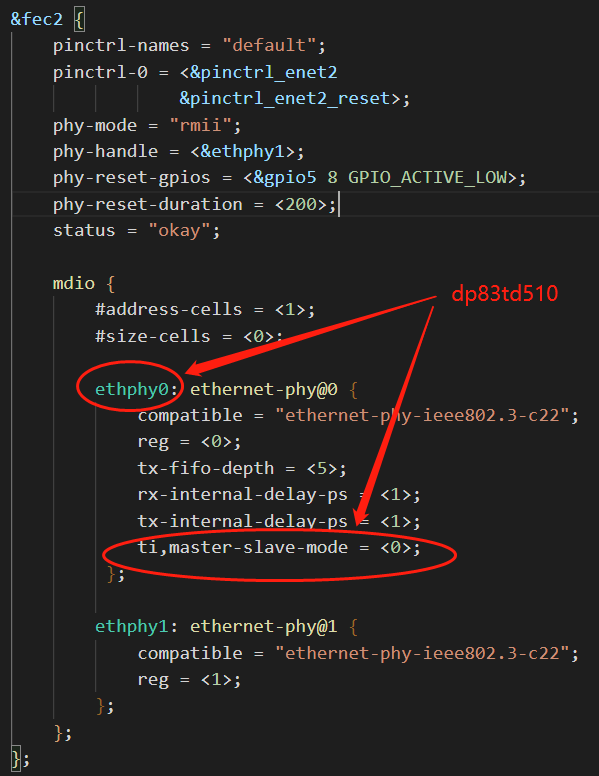 &fec2 {
pinctrl-names = "default";
pinctrl-0 = <&pinctrl_enet2
&pinctrl_enet2_reset>;
phy-mode = "rmii";
phy-handle = <&ethphy1>;
phy-reset-gpios = <&gpio5 8 GPIO_ACTIVE_LOW>;
phy-reset-duration = <200>;
status = "okay";
mdio {
dp83td510
#address-cells = <1>;
#size-cells = <0>;
ethphy0: ethernet-phy@0 {
compatible = "ethernet-phy-ieee802.3-c22";
reg = <0>;
tx-fifo-depth = <5>;
rx-internal-delay-ps = <1>;
tx-internal-delay-ps = <1>;
ti,master-slave-mode = <0>;
};
ethphy1: ethernet-phy@1 {
compatible = "ethernet-phy-ieee802.3-c22";
reg = <1>;
};
};
};